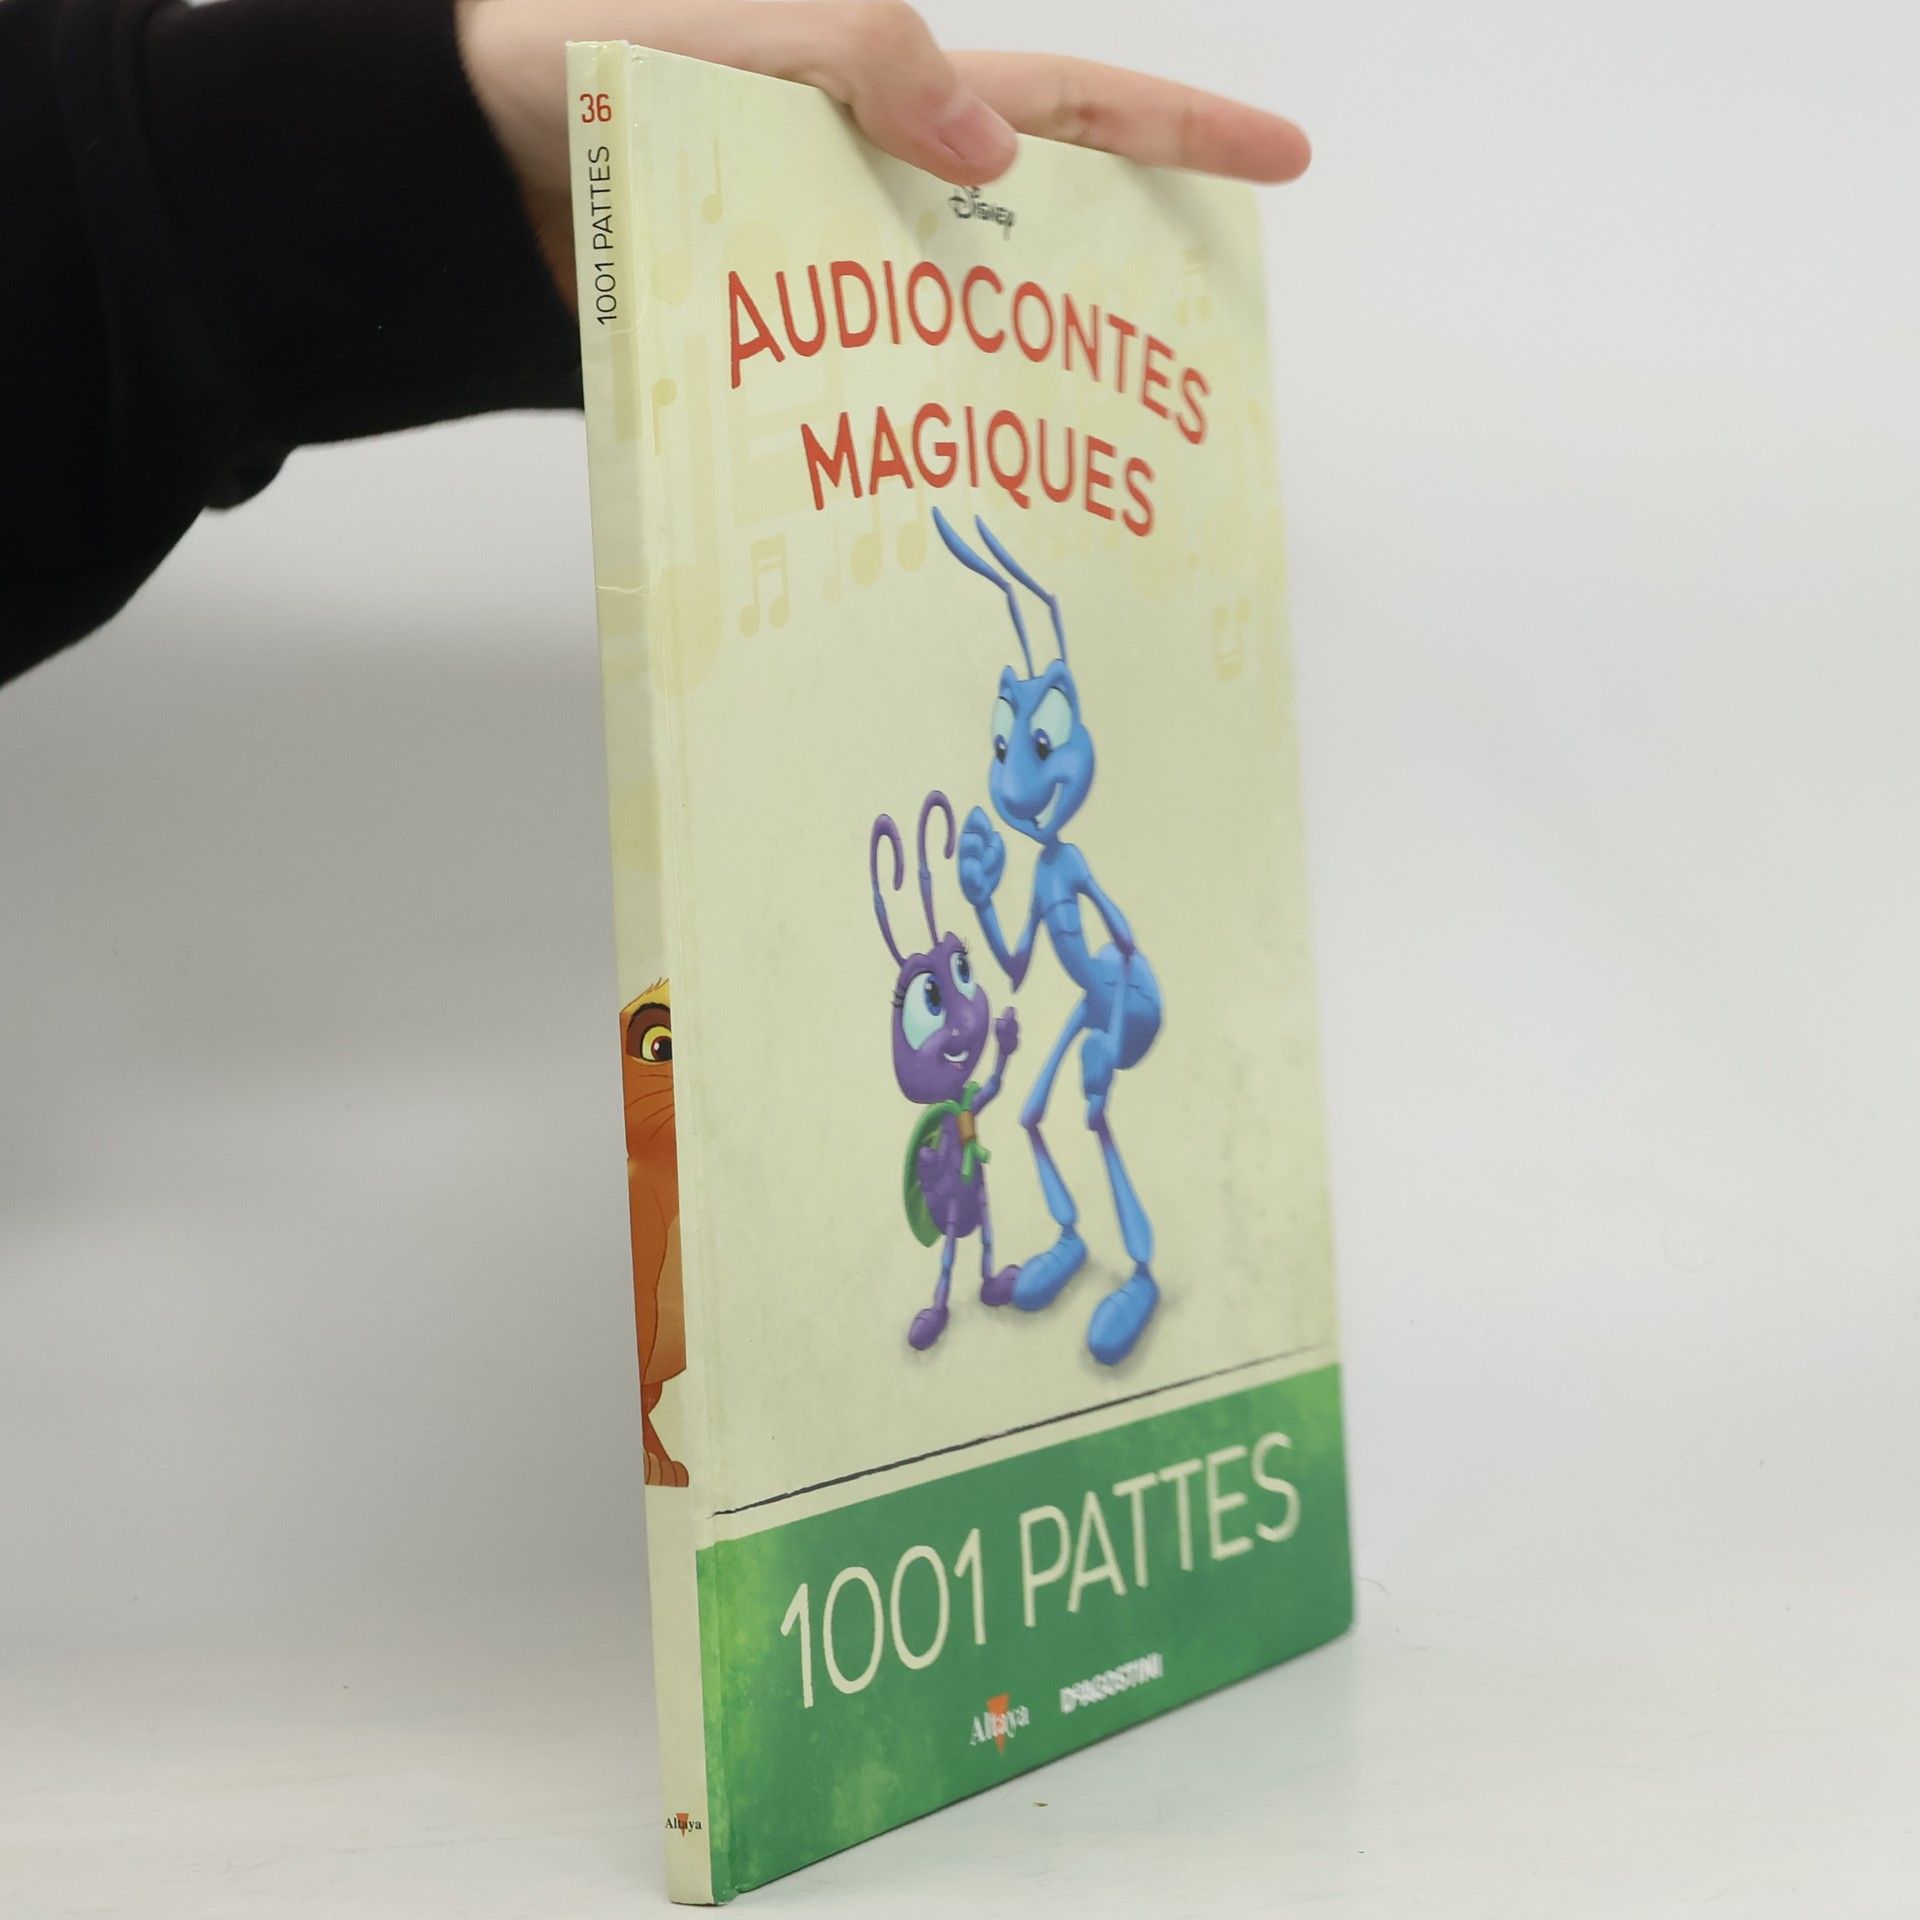 36
1001 PATTES
Disney
AUDIOCONTES
MAGIQUES
1001 PATTES
Altaya
DEAGOSTINI
Altaya